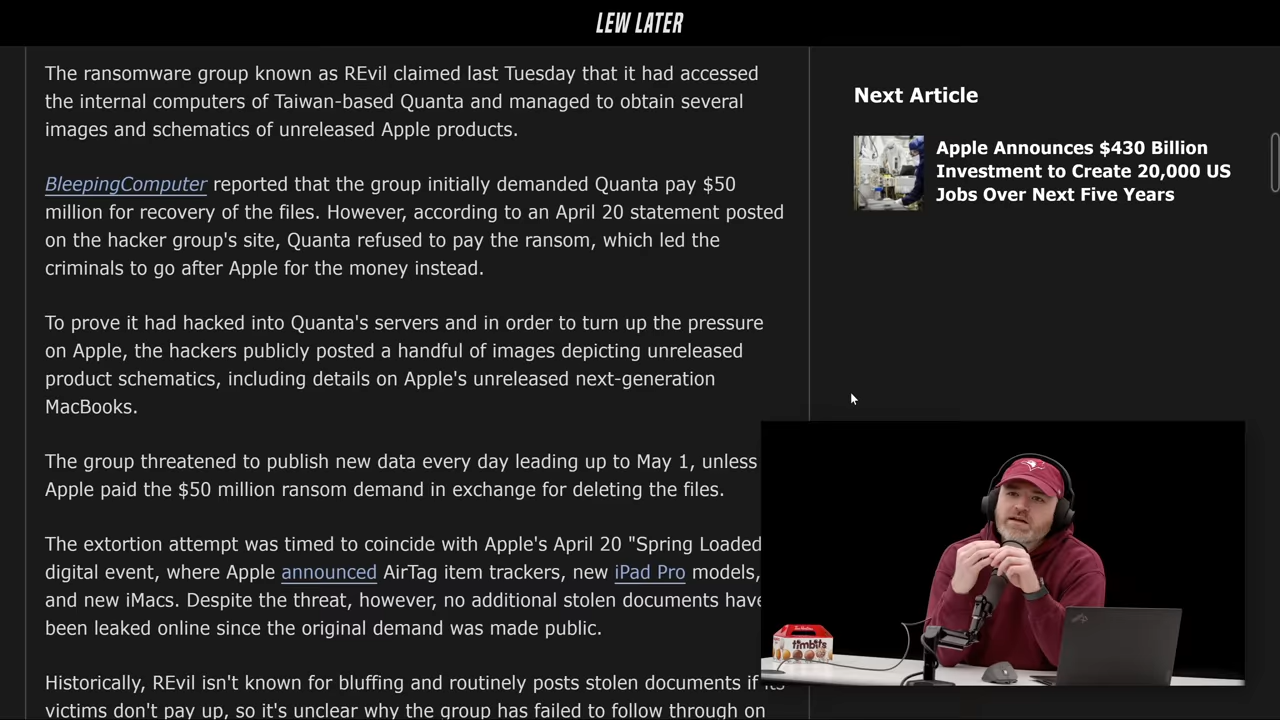 LEW LATER
The ransomware group known as REvil claimed last Tuesday that it had accessed
the internal computers of Taiwan-based Quanta and managed to obtain several
images and schematics of unreleased Apple products.
BleepingComputer reported that the group initially demanded Quanta pay $50
million for recovery of the files. However, according to an April 20 statement posted
on the hacker group's site, Quanta refused to pay the ransom, which led the
criminals to go after Apple for the money instead.
To prove it had hacked into Quanta's servers and in order to turn up the pressure
on Apple, the hackers publicly posted a handful of images depicting unreleased
product schematics, including details on Apple's unreleased next-generation
MacBooks.
The group threatened to publish new data every day leading up to May 1, unless
Apple paid the $50 million ransom demand in exchange for deleting the files.
The extortion attempt was timed to coincide with Apple's April 20 "Spring Loaded
digital event, where Apple announced AirTag item trackers, new iPad Pro models,
and new iMacs. Despite the threat, however, no additional stolen documents have
been leaked online since the original demand was made public.
Historically, REvil isn't known for bluffing and routinely posts stolen documents if its
victims don't pay up, so it's unclear why the group has failed to follow through on
Next Article
Apple Announces $430 Billion
Investment to Create 20,000 US
Jobs Over Next Five Years
timbits